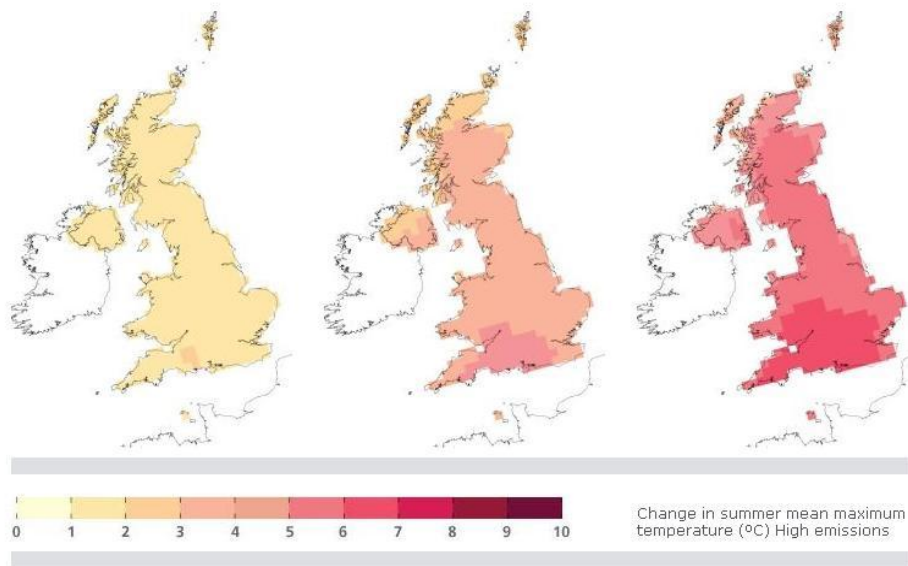 0 1 2 3 4 5 6 7 8 9 10
Change in summer mean maximum
temperature (ºC) High emissions